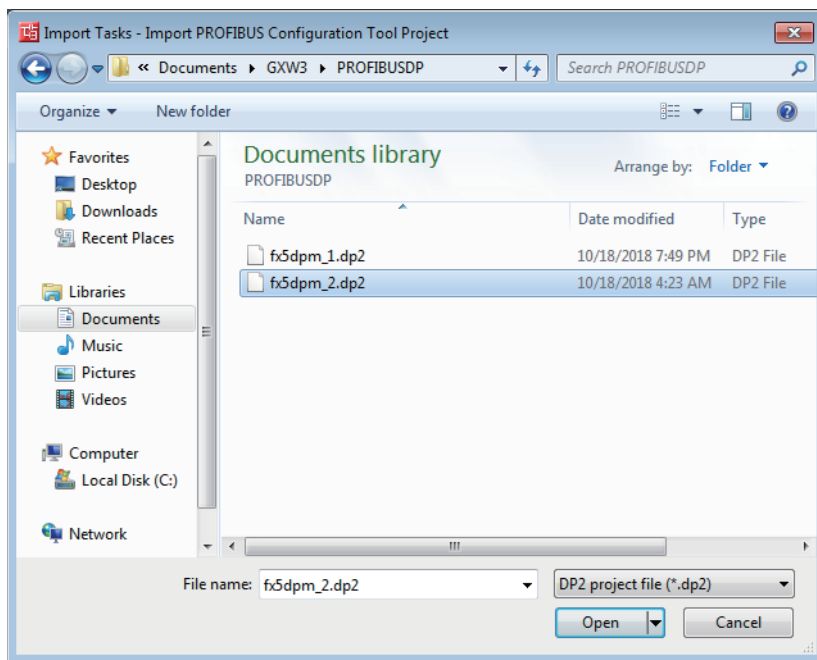 Import Tasks - Import PROFIBUS Configuration Tool Project
« Documents GXW3 PROFIBUSDP
Search PROFIBUSDP
Organize New folder
Favorites
Desktop
Downloads
Recent Places
Libraries
Documents
Music
Pictures
Videos
Computer
Local Disk (C:)
Network
Documents library
PROFIBUSDP
Arrange by: Folder
Name Date modified Type
fx5dpm_1.dp2 10/18/2018 7:49 PM DP2 File
fx5dpm_2.dp2 10/18/2018 4:23 AM DP2 File
File name: fx5dpm_2.dp2 DP2 project file (*.dp2)
Open Cancel